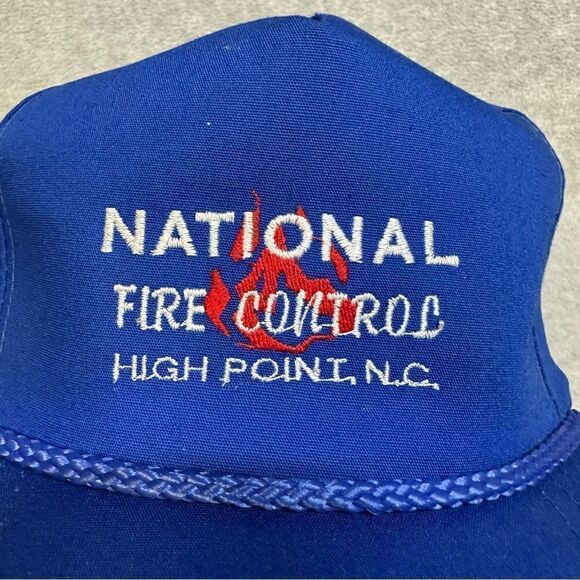 NATIONAL
FIRE CONTROL
HIGH POINT, N.C.